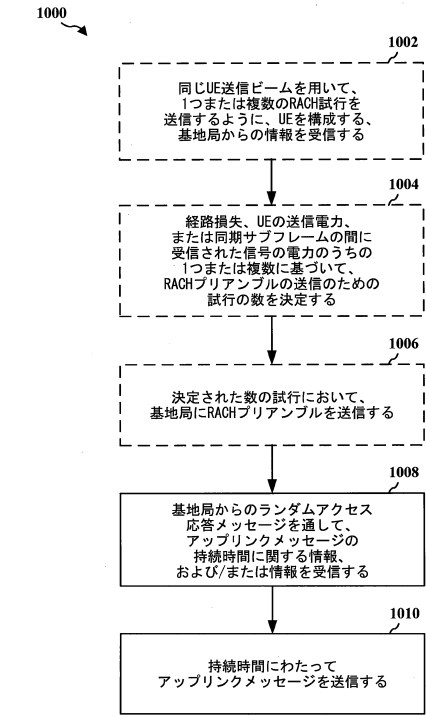 1000
1002
同じUE送信ビームを用いて、
1つまたは複数のRACH試行を
送信するように、UEを構成する、
基地局からの情報を受信する
1004
経路損失、UEの送信電力、
または同期サブフレームの間に
受信された信号の電力のうちの
1つまたは複数に基づいて、
RACHプリアンブルの送信のための
試行の数を決定する
1006
決定された数の試行において、
基地局にRACHプリアンブルを送信する
1008
基地局からのランダムアクセス
応答メッセージを通して、
アップリンクメッセージの
持続時間に関する情報、
および/または情報を受信する
1010
持続時間にわたって
アップリンクメッセージを送信する